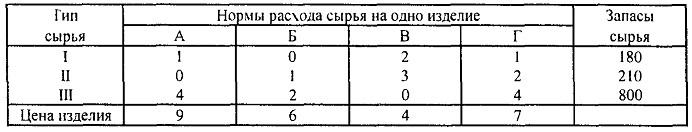 Тип Нормы расхода сырья на одно изделие Запасы
сырья А Б В Г сырья
I 1 0 2 1 180
II 0 1 3 2 210
III 4 2 0 4 800
Цена изделия 9 6 4 7